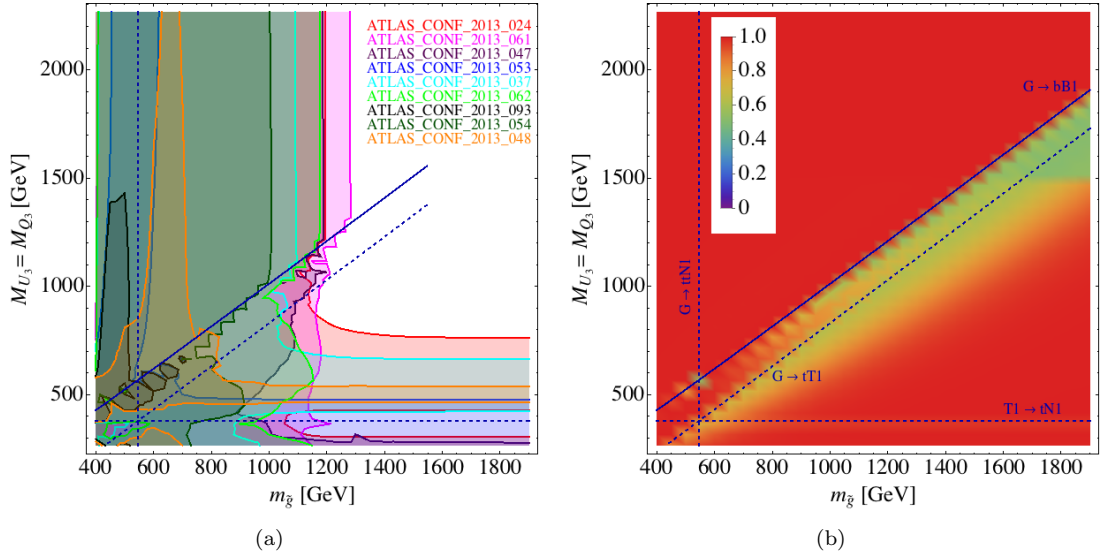 ATLAS_CONF_2013_024
ATLAS_CONF_2013_061
ATLAS_CONF_2013_047
ATLAS_CONF_2013_053
ATLAS_CONF_2013_037
ATLAS_CONF_2013_062
ATLAS_CONF_2013_093
ATLAS_CONF_2013_054
ATLAS_CONF_2013_048
2000
1500
1000
500
M_{U_3} = M_{Q_3} [GeV]
400 600 800 1000 1200 1400 1600 1800
m_{\tilde{g}} [GeV]
(a)
1.0
0.8
0.6
0.4
0.2
0
G → bB1
G → ttN1
G → tT1
T1 → tN1
2000
1500
1000
500
M_{U_3} = M_{Q_3} [GeV]
400 600 800 1000 1200 1400 1600 1800
m_{\tilde{g}} [GeV]
(b)